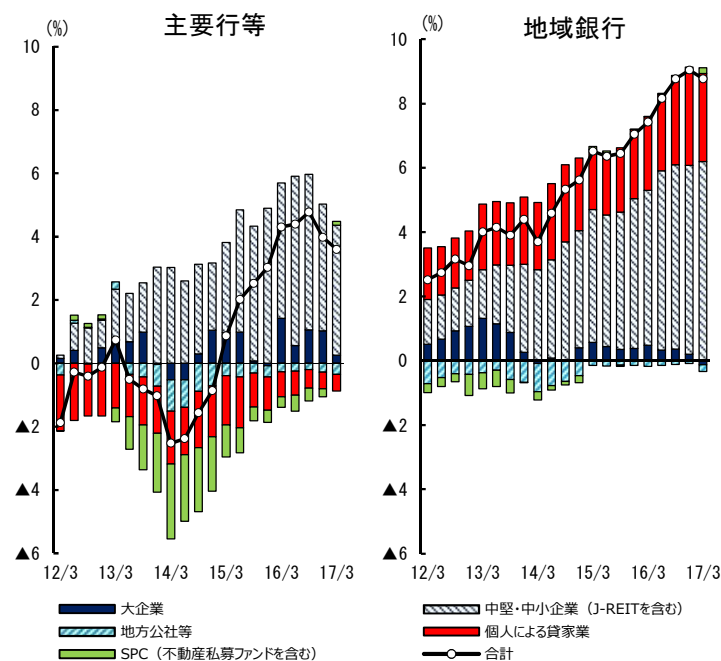 主要行等
(%)
10
8
6
4
2
0
▲2
▲4
▲6
12/3 13/3 14/3 15/3 16/3 17/3
地域銀行
(%)
10
8
6
4
2
0
▲2
▲4
▲6
12/3 13/3 14/3 15/3 16/3 17/3
大企業
地方公社等
SPC（不動産私募ファンドを含む）
中堅・中小企業（J-REITを含む）
個人による貸家業
合計